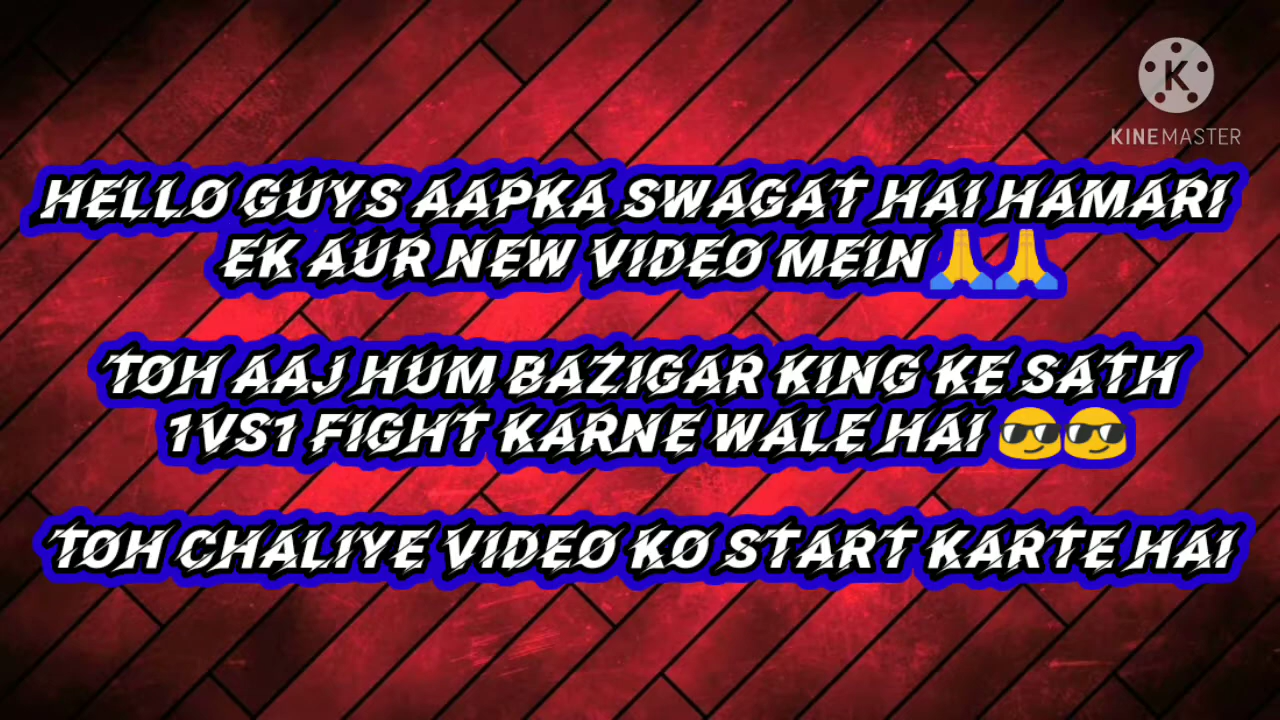 KINEMASTER
HELLO GUYS AAPKA SWAGAT HAI HAMARI
EK AUR NEW VIDEO MEIN 🙏🙏
TOH AAJ HUM BAZIGAR KING KE SATH
1VS1 FIGHT KARNE WALE HAI 😎😎
TOH CHALIYE VIDEO KO START KARTE HAI